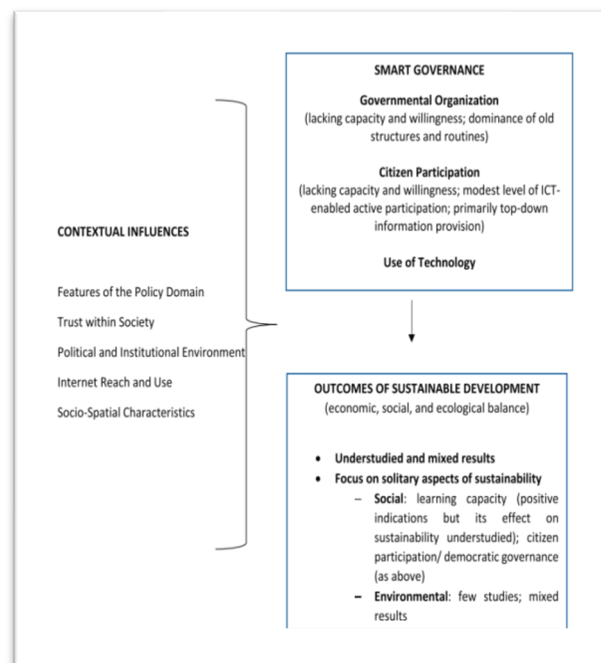 SMART GOVERNANCE
Governmental Organization
(lacking capacity and willingness; dominance of old
structures and routines)
Citizen Participation
(lacking capacity and willingness; modest level of ICT-
enabled active participation; primarily top-down
information provision)
Use of Technology
CONTEXTUAL INFLUENCES
Features of the Policy Domain
Trust within Society
Political and Institutional Environment
Internet Reach and Use
Socio-Spatial Characteristics
OUTCOMES OF SUSTAINABLE DEVELOPMENT
(economic, social, and ecological balance)
• Understudied and mixed results
• Focus on solitary aspects of sustainability
– Social: learning capacity (positive
indications but its effect on
sustainability understudied); citizen
participation/ democratic governance
(as above)
– Environmental: few studies; mixed
results